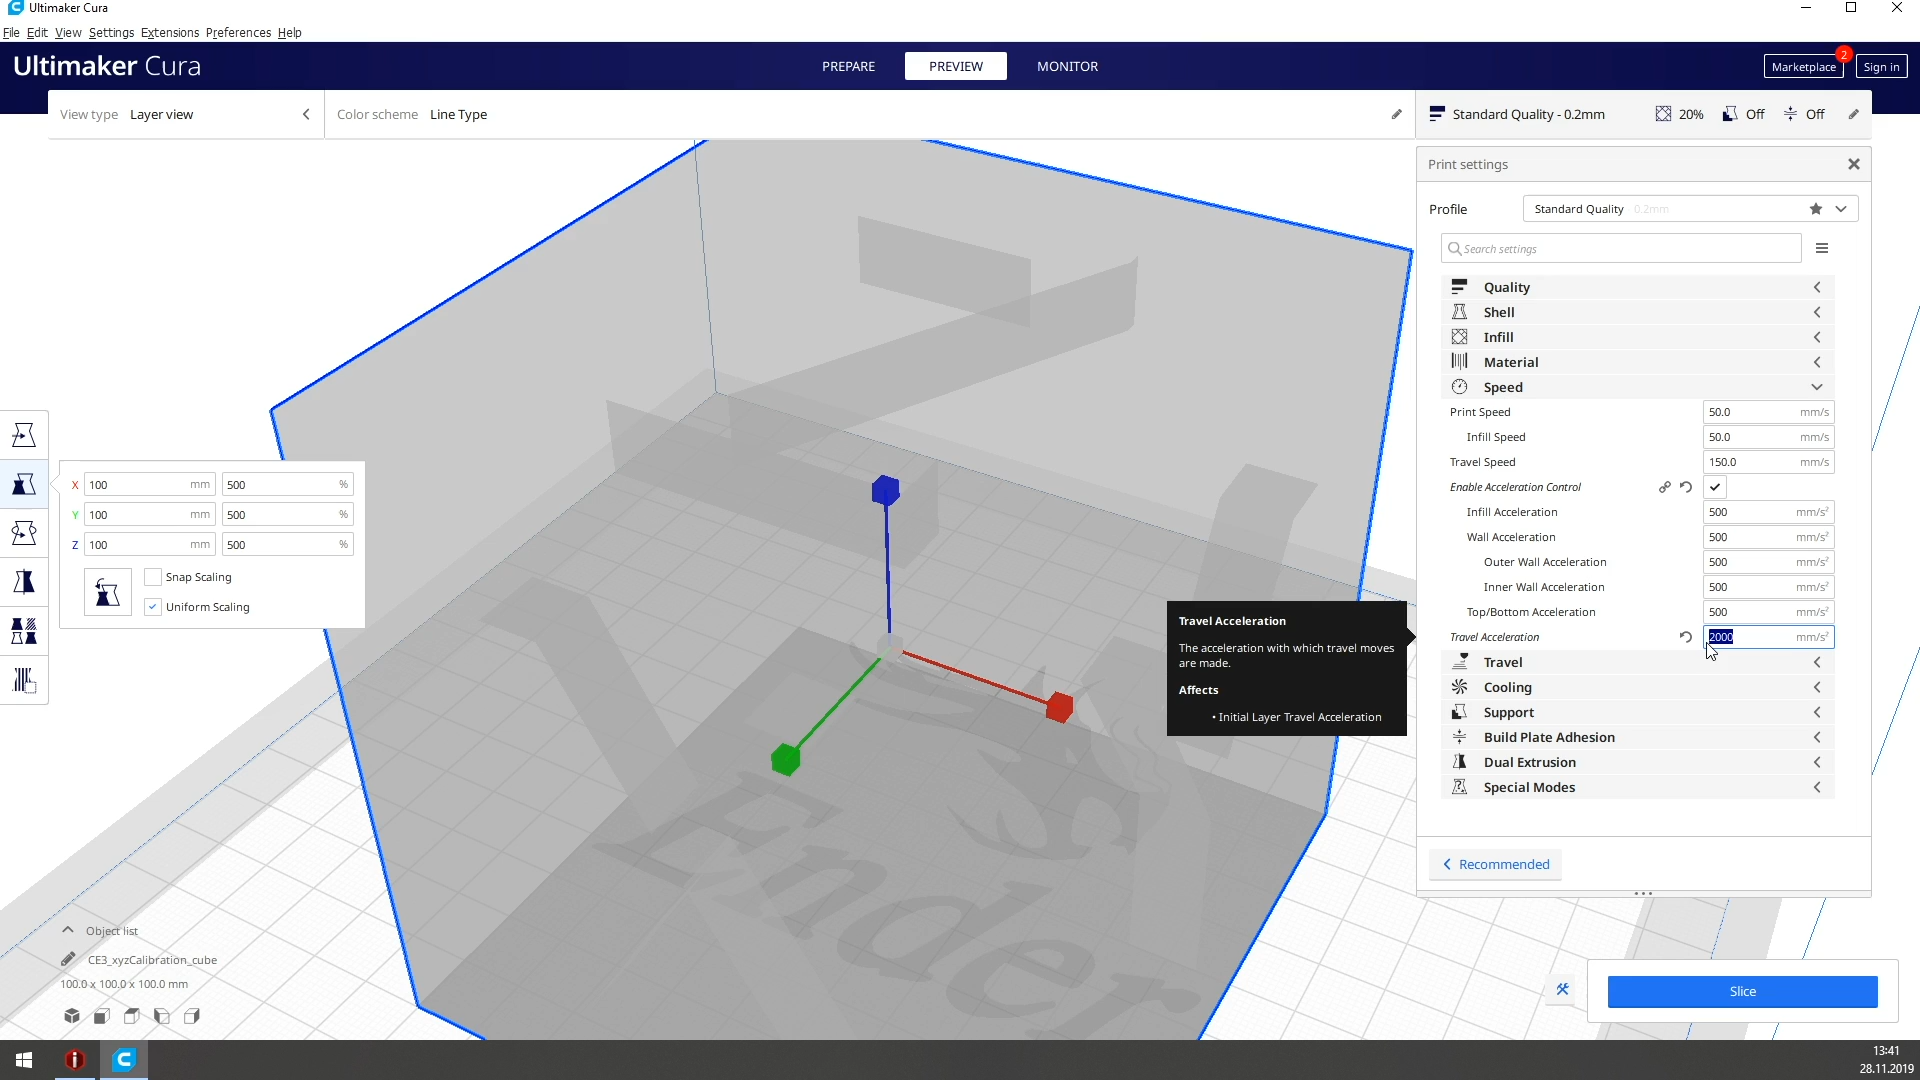 Ultimaker Cura
File Edit View Settings Extensions Preferences Help
Ultimaker Cura
PREPARE PREVIEW MONITOR
2
Marketplace Sign in
View type Layer view
Color scheme Line Type
Standard Quality - 0.2mm 20% Off Off
Print settings
Profile Standard Quality 0.2mm
Search settings
Quality
Shell
Infill
Material
Speed
Print Speed 50.0 mm/s
Infill Speed 50.0 mm/s
Travel Speed 150.0 mm/s
Enable Acceleration Control
Infill Acceleration 500 mm/s²
Wall Acceleration 500 mm/s²
Outer Wall Acceleration 500 mm/s²
Inner Wall Acceleration 500 mm/s²
Top/Bottom Acceleration 500 mm/s²
Travel Acceleration 2000 mm/s²
Travel
Cooling
Support
Build Plate Adhesion
Dual Extrusion
Special Modes
Recommended
X 100 mm 500 %
Y 100 mm 500 %
Z 100 mm 500 %
Snap Scaling
Uniform Scaling
Travel Acceleration
The acceleration with which travel moves
are made.
Affects
• Initial Layer Travel Acceleration
Z
Y
Ender
Object list
CE3_xyzCalibration_cube
100.0 x 100.0 x 100.0 mm
Slice
13:41
28.11.2019